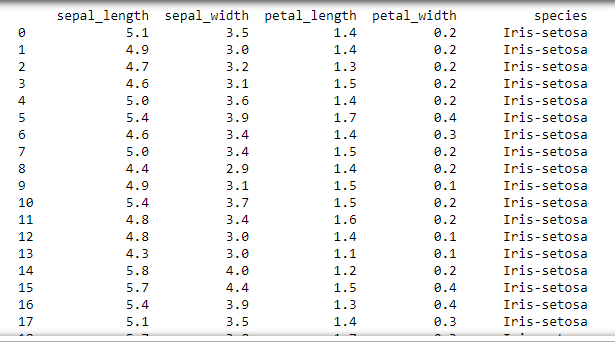 sepal_length sepal_width petal_length petal_width species
0 5.1 3.5 1.4 0.2 Iris-setosa
1 4.9 3.0 1.4 0.2 Iris-setosa
2 4.7 3.2 1.3 0.2 Iris-setosa
3 4.6 3.1 1.5 0.2 Iris-setosa
4 5.0 3.6 1.4 0.2 Iris-setosa
5 5.4 3.9 1.7 0.4 Iris-setosa
6 4.6 3.4 1.4 0.3 Iris-setosa
7 5.0 3.4 1.5 0.2 Iris-setosa
8 4.4 2.9 1.4 0.2 Iris-setosa
9 4.9 3.1 1.5 0.1 Iris-setosa
10 5.4 3.7 1.5 0.2 Iris-setosa
11 4.8 3.4 1.6 0.2 Iris-setosa
12 4.8 3.0 1.4 0.1 Iris-setosa
13 4.3 3.0 1.1 0.1 Iris-setosa
14 5.8 4.0 1.2 0.2 Iris-setosa
15 5.7 4.4 1.5 0.4 Iris-setosa
16 5.4 3.9 1.3 0.4 Iris-setosa
17 5.1 3.5 1.4 0.3 Iris-setosa